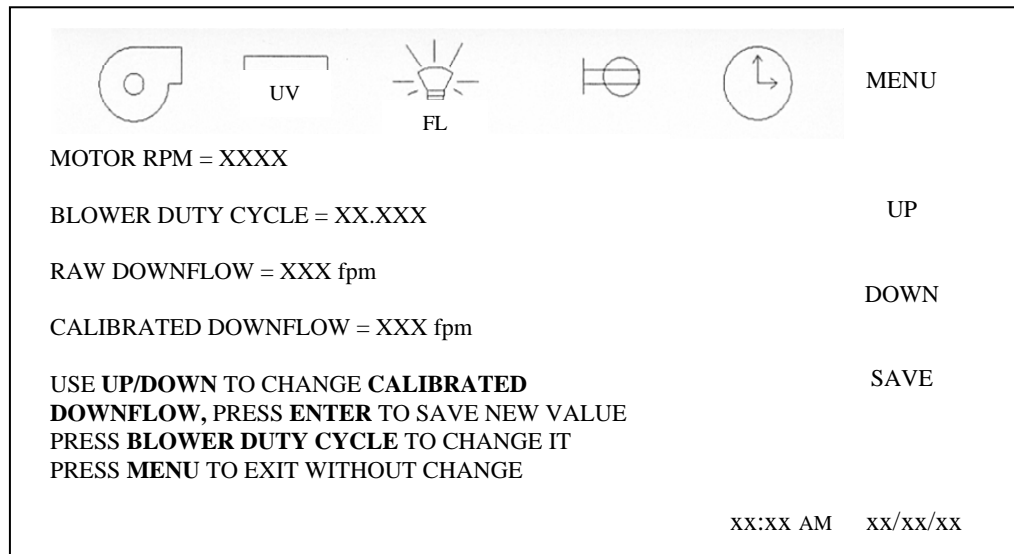 UV
FL
MENU
MOTOR RPM = XXXX
BLOWER DUTY CYCLE = XX.XXX
UP
RAW DOWNFLOW = XXX fpm
DOWN
CALIBRATED DOWNFLOW = XXX fpm
USE UP/DOWN TO CHANGE CALIBRATED
SAVE
DOWNFLOW, PRESS ENTER TO SAVE NEW VALUE
PRESS BLOWER DUTY CYCLE TO CHANGE IT
PRESS MENU TO EXIT WITHOUT CHANGE
xx:xx AM xx/xx/xx